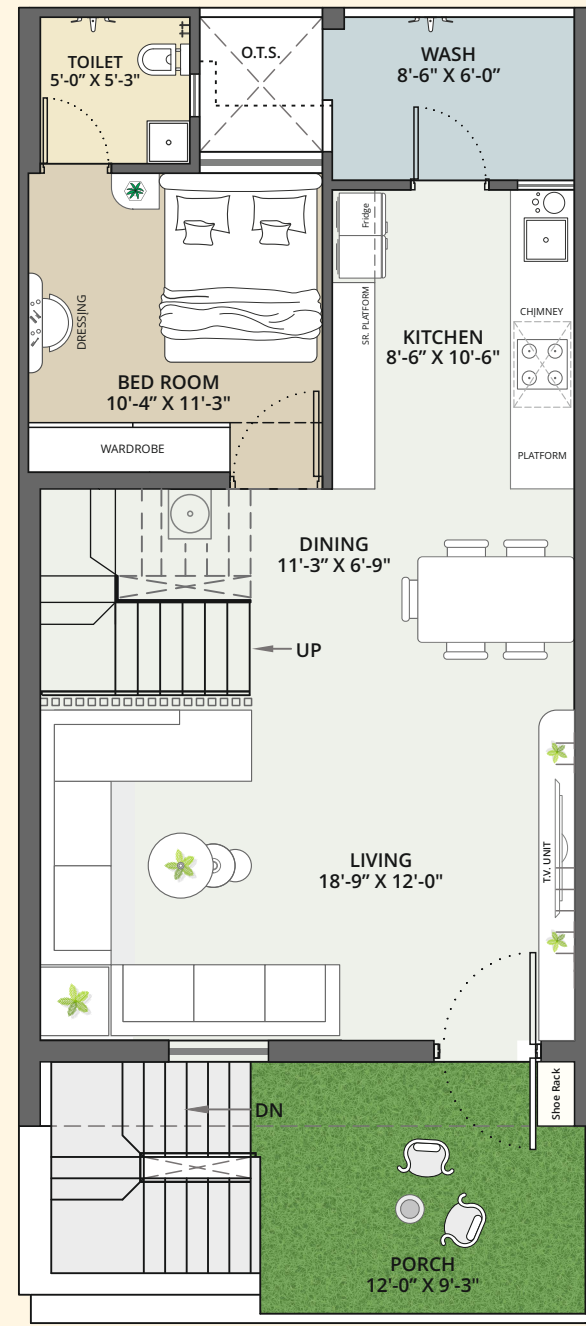 TOILET
5'-0” X 5'-3"
O.T.S.
WASH
8'-6" X 6'-0”
Fridge
SR. PLATFORM
DRESSING
CHIMNEY
KITCHEN
8'-6” X 10'-6"
BED ROOM
10'-4” X 11'-3"
WARDROBE
PLATFORM
DINING
11'-3” X 6'-9"
UP
LIVING
18'-9” X 12'-0"
T.V. UNIT
DN
Shoe Rack
PORCH
12'-0” X 9'-3"